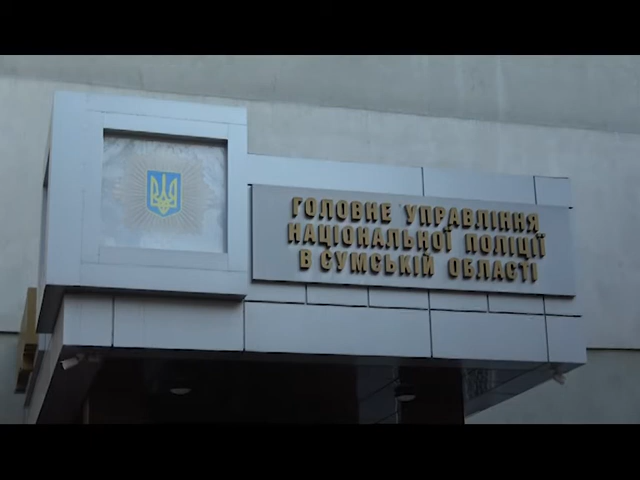 ГОЛОВНЕ УПРАВЛІННЯ
НАЦІОНАЛЬНОЇ ПОЛІЦІЇ
В СУМСЬКІЙ ОБЛАСТІ